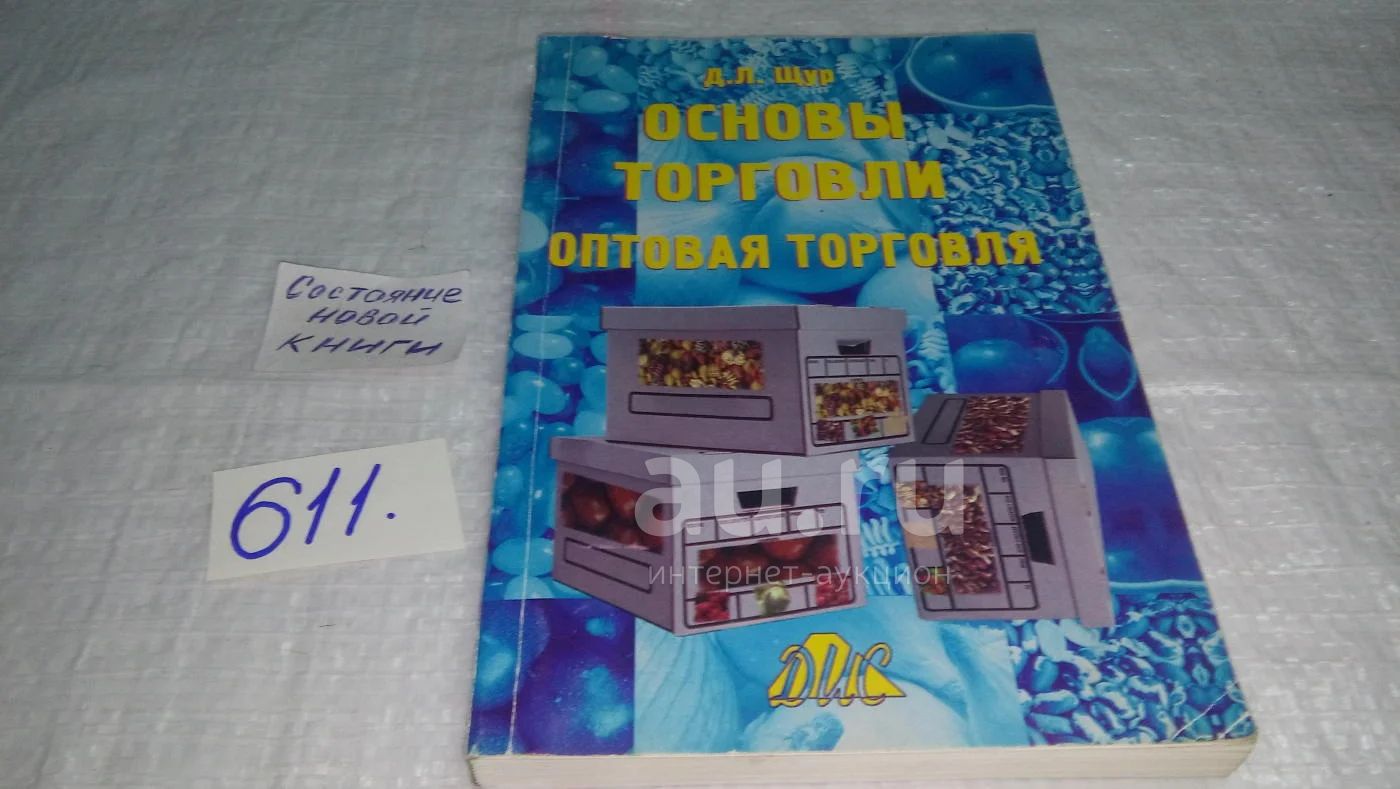 Д.Л. Щур
ОСНОВЫ
ТОРГОВЛИ
ОПТОВАЯ ТОРГОВЛЯ
Состояние
новой
книги
611.
au.ru
интернет-аукцион
ДИС